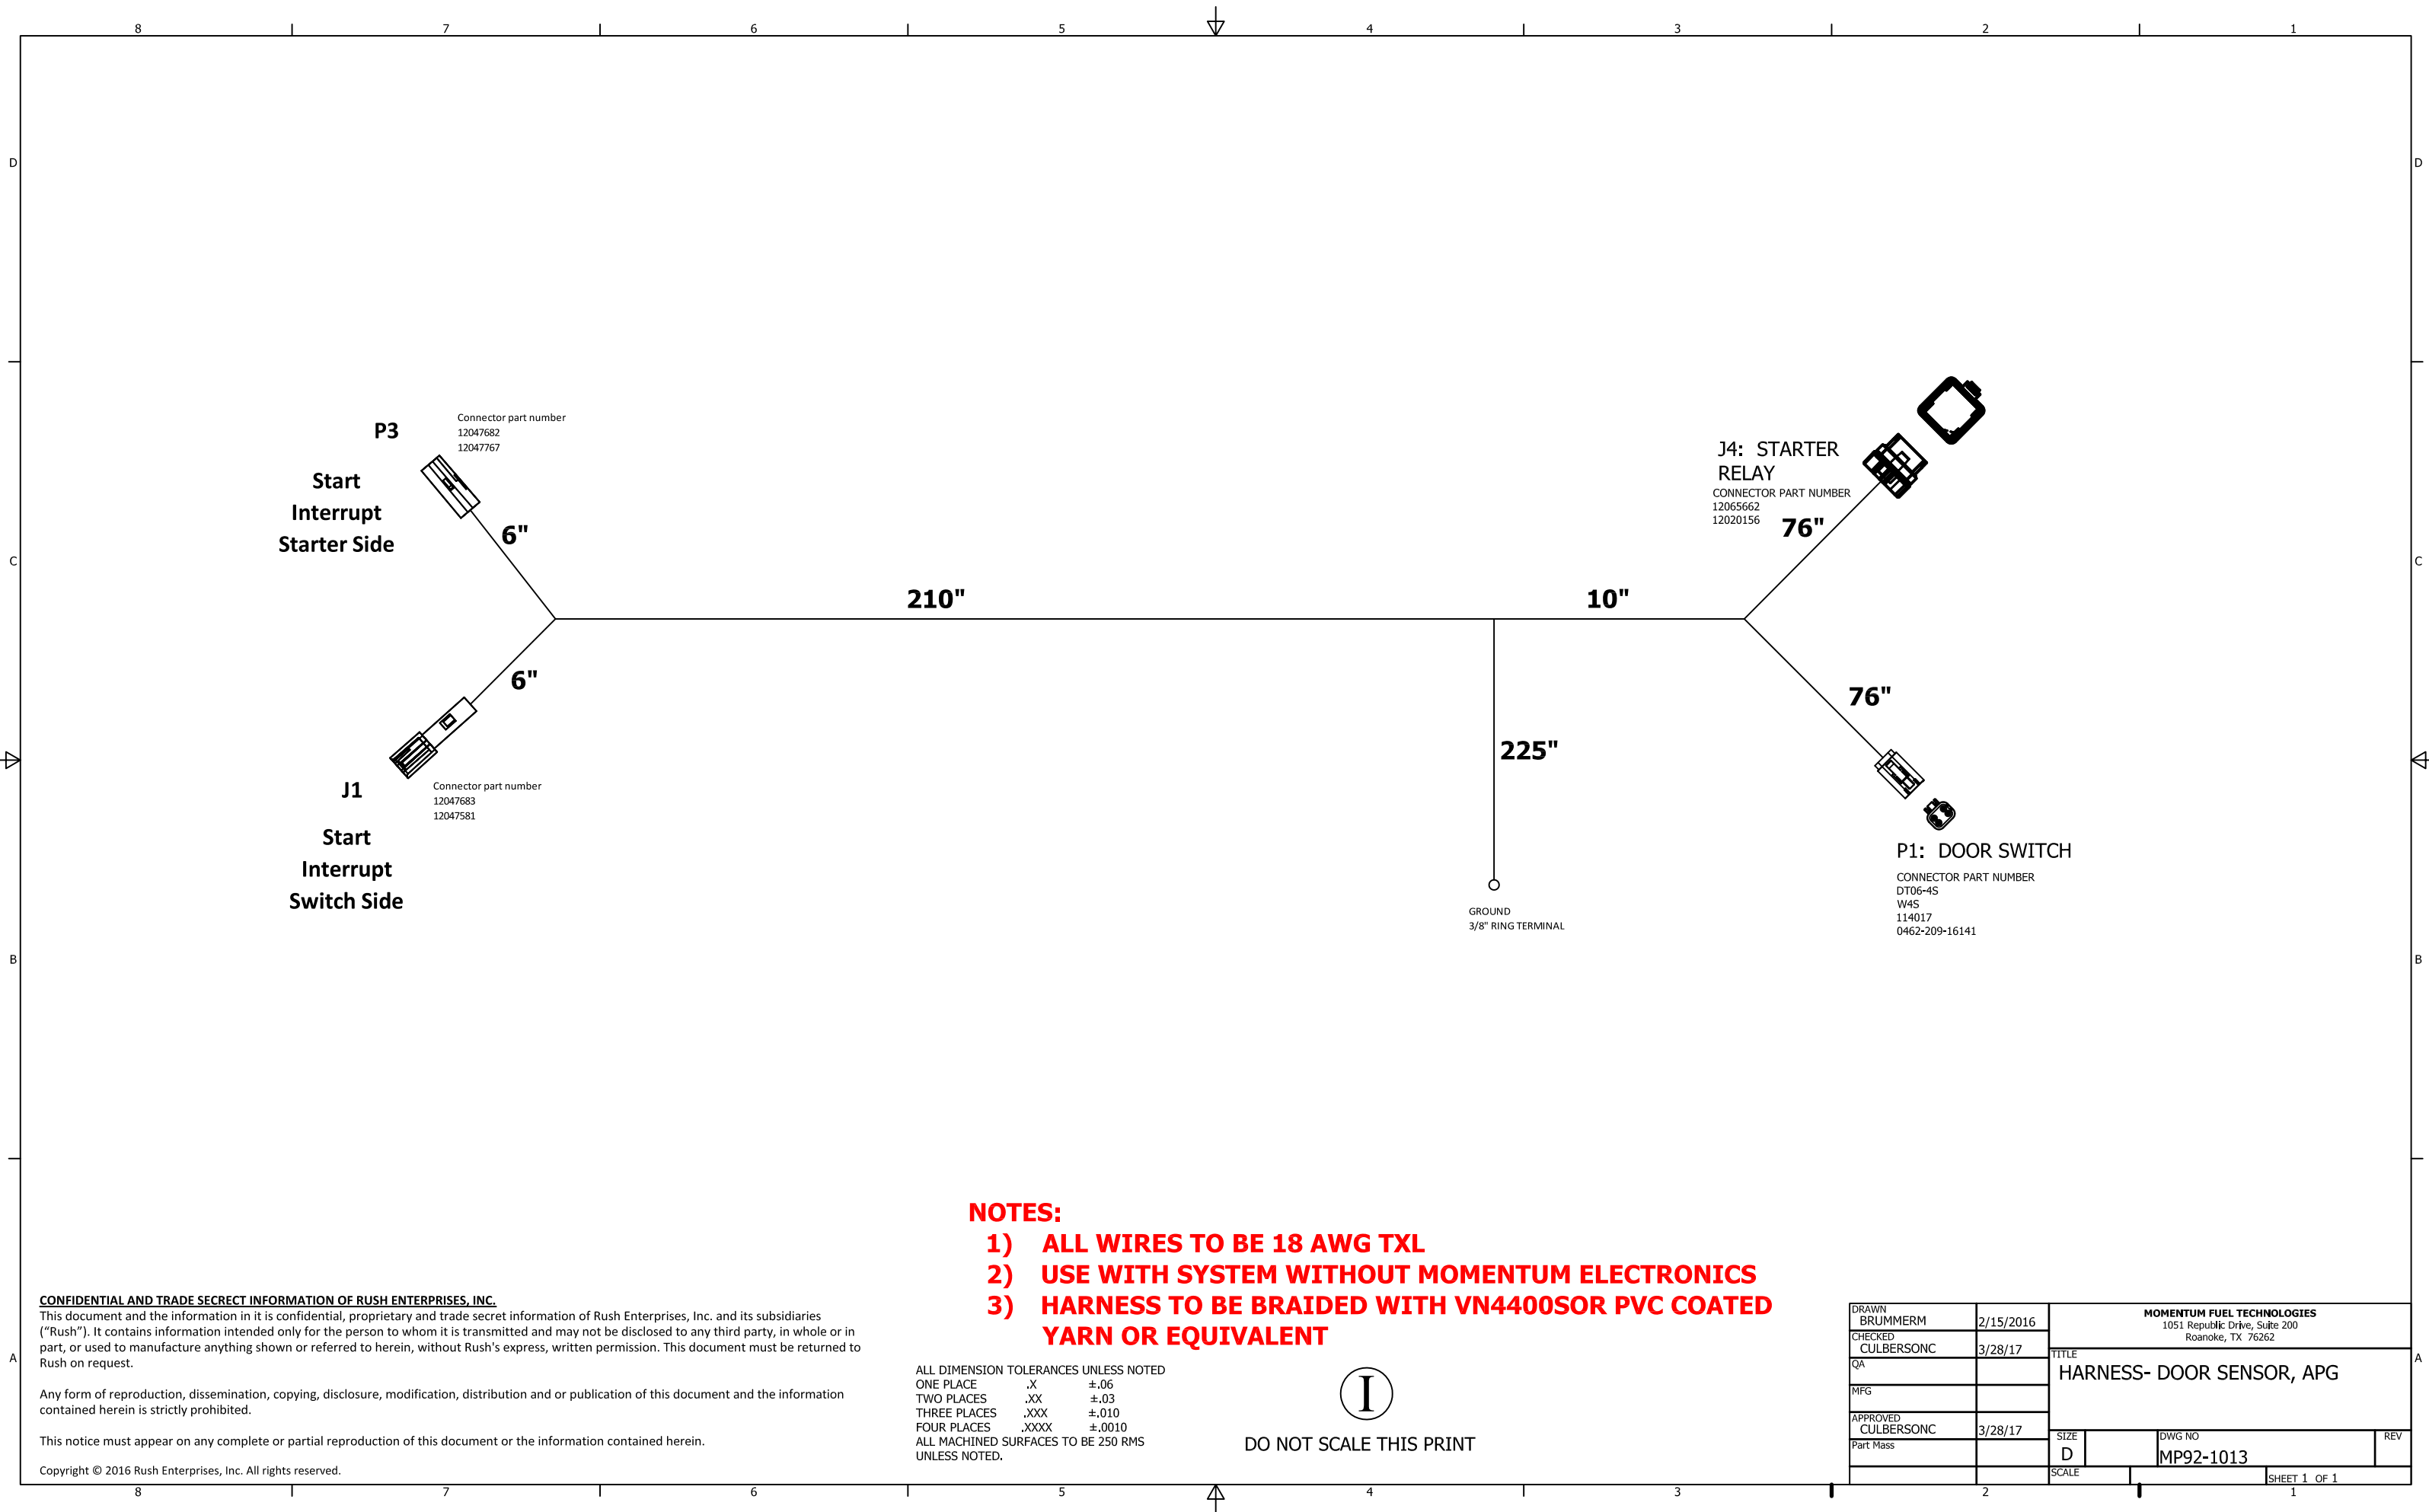 8 7 6 5 4 3 2 1
D D
P3
Connector part number
12047682
12047767
Start
Interrupt
Starter Side
6"
J4: STARTER
RELAY
CONNECTOR PART NUMBER
12065662
12020156
76"
C C
210"
10"
6"
76"
225"
J1
Connector part number
12047683
12047581
Start
Interrupt
Switch Side
P1: DOOR SWITCH
CONNECTOR PART NUMBER
DT06-4S
W4S
114017
0462-209-16141
GROUND
3/8" RING TERMINAL
B B
NOTES:
1) ALL WIRES TO BE 18 AWG TXL
2) USE WITH SYSTEM WITHOUT MOMENTUM ELECTRONICS
3) HARNESS TO BE BRAIDED WITH VN4400SOR PVC COATED
YARN OR EQUIVALENT
CONFIDENTIAL AND TRADE SECRECT INFORMATION OF RUSH ENTERPRISES, INC.
This document and the information in it is confidential, proprietary and trade secret information of Rush Enterprises, Inc. and its subsidiaries
(“Rush”). It contains information intended only for the person to whom it is transmitted and may not be disclosed to any third party, in whole or in
part, or used to manufacture anything shown or referred to herein, without Rush's express, written permission. This document must be returned to
Rush on request.
Any form of reproduction, dissemination, copying, disclosure, modification, distribution and or publication of this document and the information
contained herein is strictly prohibited.
This notice must appear on any complete or partial reproduction of this document or the information contained herein.
Copyright © 2016 Rush Enterprises, Inc. All rights reserved.
A A
ALL DIMENSION TOLERANCES UNLESS NOTED
ONE PLACE .X ±.06
TWO PLACES .XX ±.03
THREE PLACES .XXX ±.010
FOUR PLACES .XXXX ±.0010
ALL MACHINED SURFACES TO BE 250 RMS
UNLESS NOTED.
I
DO NOT SCALE THIS PRINT
DRAWN
BRUMMERM 2/15/2016
CHECKED
CULBERSONC 3/28/17
QA
MFG
APPROVED
CULBERSONC 3/28/17
Part Mass
MOMENTUM FUEL TECHNOLOGIES
1051 Republic Drive, Suite 200
Roanoke, TX 76262
TITLE
HARNESS- DOOR SENSOR, APG
SIZE
D
DWG NO
MP92-1013
REV
SCALE
SHEET 1 OF 1
8 7 6 5 4 3 2 1